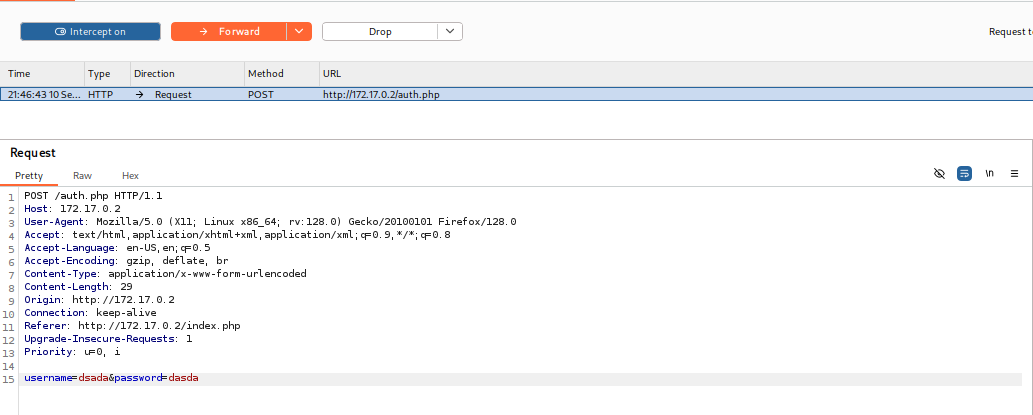 Intercept on Forward Drop Request to
Time Type Direction Method URL
21:46:43 10 Se... HTTP → Request POST http://172.17.0.2/auth.php
Request
Pretty Raw Hex \n
1 POST /auth.php HTTP/1.1
2 Host: 172.17.0.2
3 User-Agent: Mozilla/5.0 (X11; Linux x86_64; rv:128.0) Gecko/20100101 Firefox/128.0
4 Accept: text/html,application/xhtml+xml,application/xml;q=0.9,*/*;q=0.8
5 Accept-Language: en-US,en;q=0.5
6 Accept-Encoding: gzip, deflate, br
7 Content-Type: application/x-www-form-urlencoded
8 Content-Length: 29
9 Origin: http://172.17.0.2
10 Connection: keep-alive
11 Referer: http://172.17.0.2/index.php
12 Upgrade-Insecure-Requests: 1
13 Priority: u=0, i
14
15 username=dsada&password=dasda